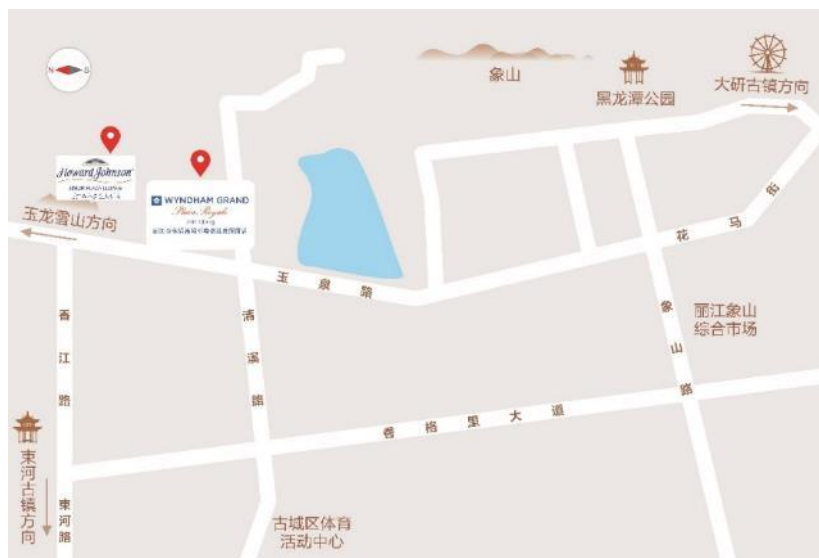 N S
象山
黑龙潭公园
大研古镇方向
Howard Johnson
WYNDHAM GRAND
Plaza Royale
玉龙雪山方向
玉泉路
花马街
香江路
清溪路
象山路
丽江象山
综合市场
香格里大道
束河古镇方向
束河路
古城区体育
活动中心